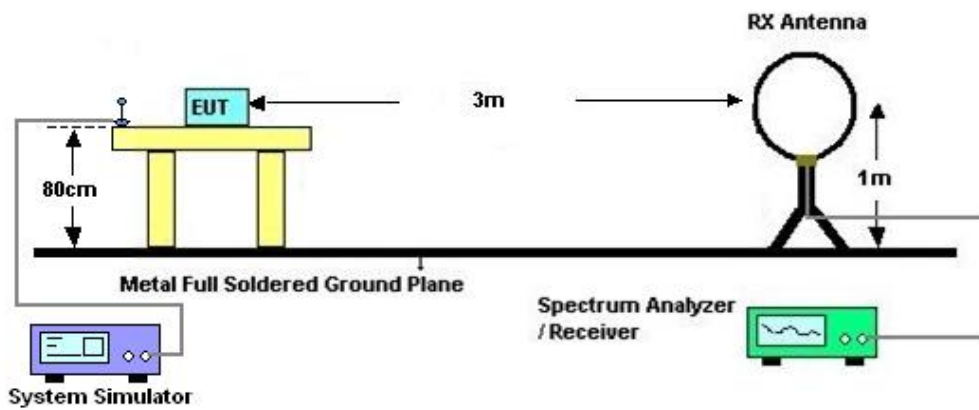 RX Antenna
EUT
3m
80cm
1m
Metal Full Soldered Ground Plane
Spectrum Analyzer
/ Receiver
System Simulator